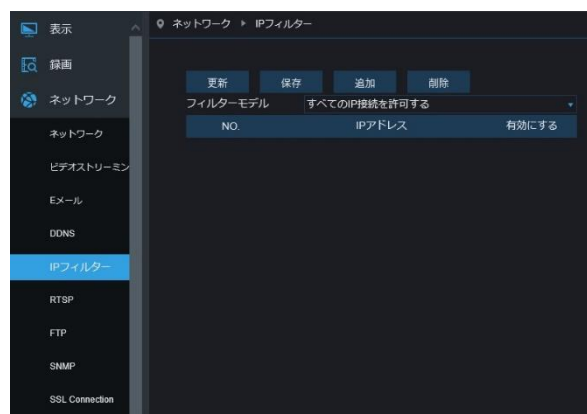 表示
録画
ネットワーク
ネットワーク
ビデオストリーミン
Eメール
DDNS
IPフィルター
RTSP
FTP
SNMP
SSL Connection
ネットワーク ▶ IPフィルター
更新 保存 追加 削除
フィルターモデル すべてのIP接続を許可する
NO. IPアドレス 有効にする